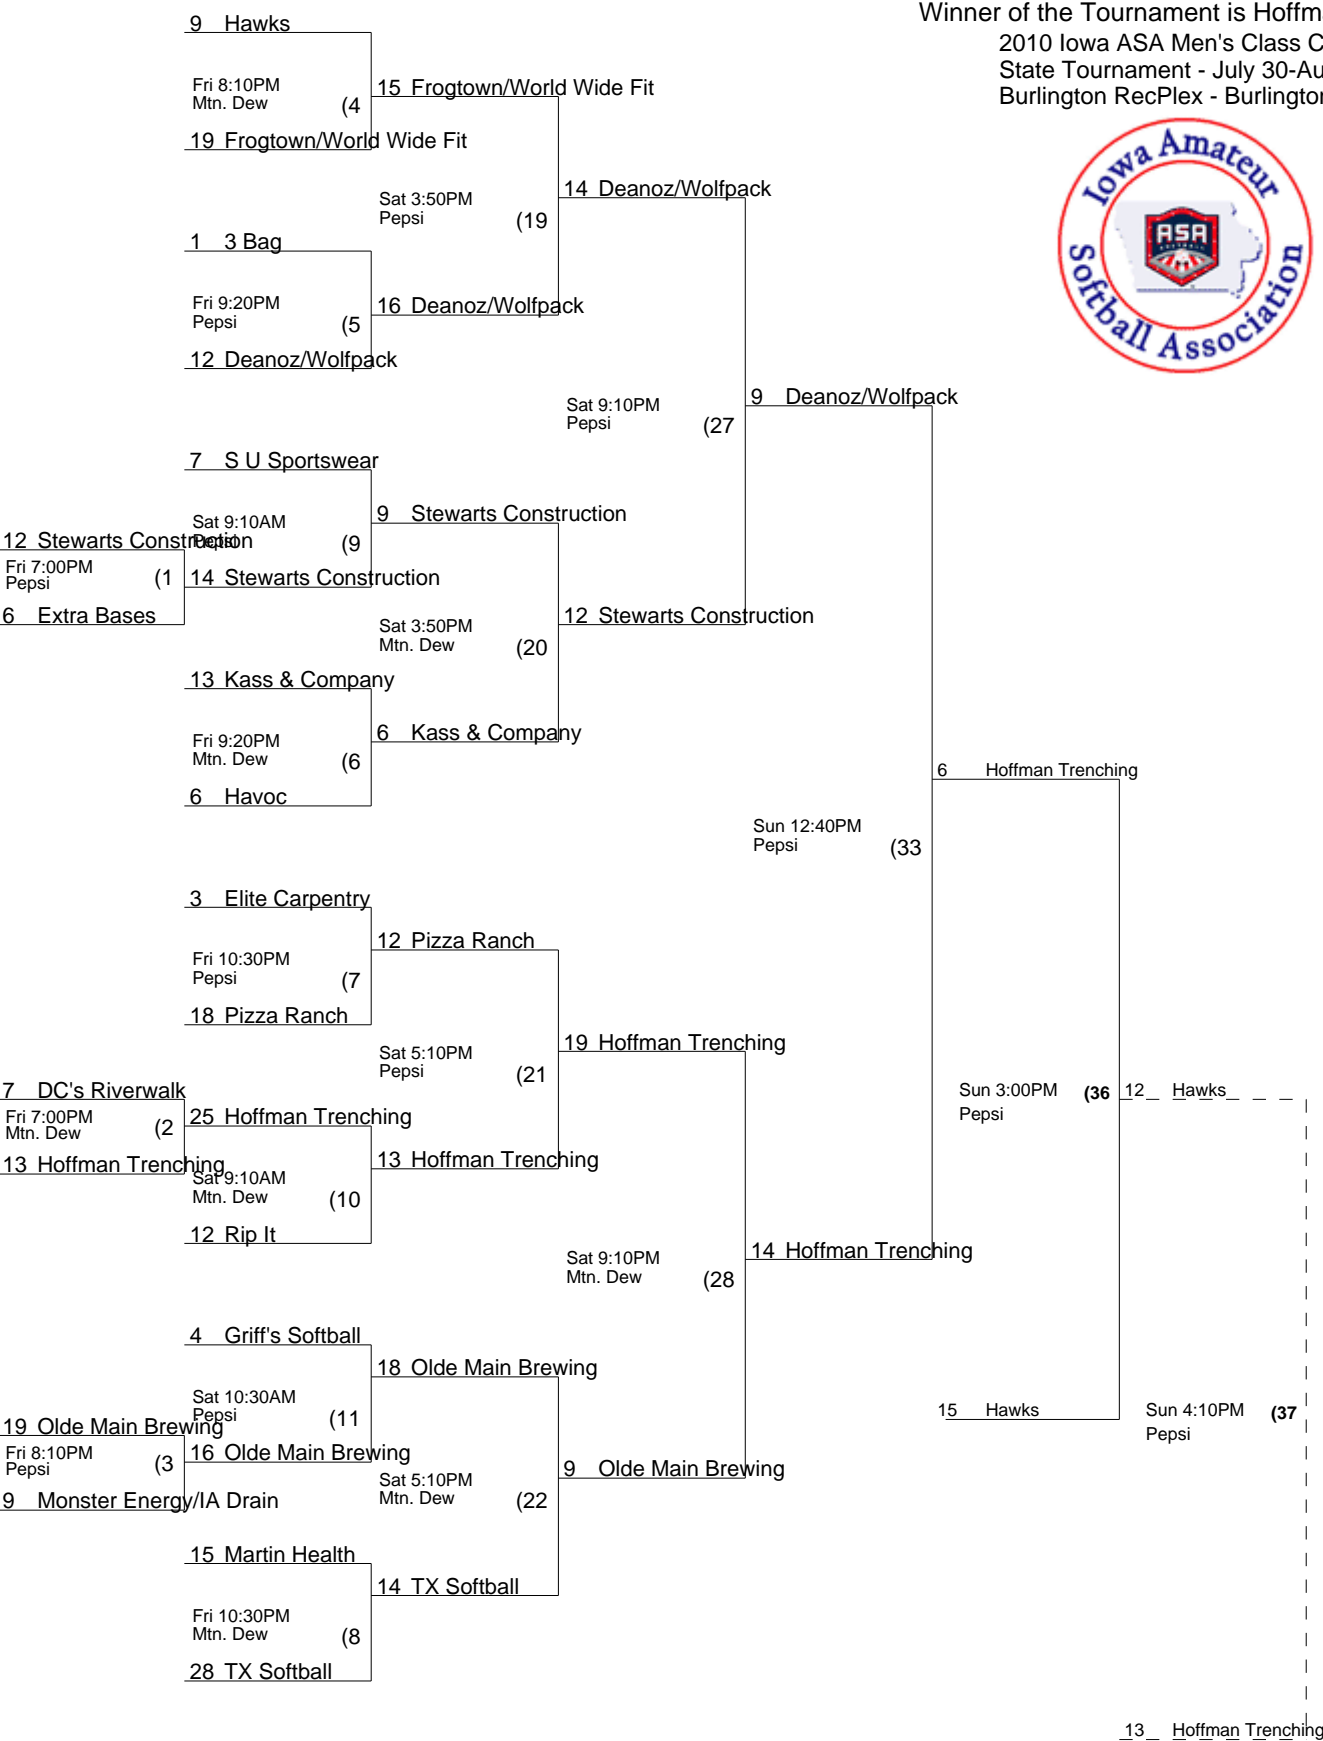 Winner of the Tournament is Hoffm
2010 Iowa ASA Men's Class C
State Tournament - July 30-Au
Burlington RecPlex - Burlington
Iowa Amateur
Softball Association
ASA
9 Hawks
Fri 8:10PM
Mtn. Dew (4
19 Frogtown/World Wide Fit
15 Frogtown/World Wide Fit
Sat 3:50PM
Pepsi (19
14 Deanoz/Wolfpack
1 3 Bag
Fri 9:20PM
Pepsi (5
16 Deanoz/Wolfpack
12 Deanoz/Wolfpack
Sat 9:10PM
Pepsi (27
9 Deanoz/Wolfpack
7 S U Sportswear
Sat 9:10AM
Pepsi (9
9 Stewarts Construction
12 Stewarts Construction
Fri 7:00PM
Pepsi (1
14 Stewarts Construction
6 Extra Bases
Sat 3:50PM
Mtn. Dew (20
12 Stewarts Construction
13 Kass & Company
Fri 9:20PM
Mtn. Dew (6
6 Kass & Company
6 Havoc
6 Hoffman Trenching
Sun 12:40PM
Pepsi (33
3 Elite Carpentry
Fri 10:30PM
Pepsi (7
12 Pizza Ranch
18 Pizza Ranch
Sat 5:10PM
Pepsi (21
19 Hoffman Trenching
7 DC's Riverwalk
Fri 7:00PM
Mtn. Dew (2
25 Hoffman Trenching
13 Hoffman Trenching
Sat 9:10AM
Mtn. Dew (10
13 Hoffman Trenching
12 Rip It
Sun 3:00PM
Pepsi (36
12 Hawks
Sat 9:10PM
Mtn. Dew (28
14 Hoffman Trenching
4 Griff's Softball
Sat 10:30AM
Pepsi (11
18 Olde Main Brewing
19 Olde Main Brewing
Fri 8:10PM
Pepsi (3
16 Olde Main Brewing
9 Monster Energy/IA Drain
Sat 5:10PM
Mtn. Dew (22
9 Olde Main Brewing
15 Hawks
Sun 4:10PM
Pepsi (37
15 Martin Health
Fri 10:30PM
Mtn. Dew (8
14 TX Softball
28 TX Softball
13 Hoffman Trenching